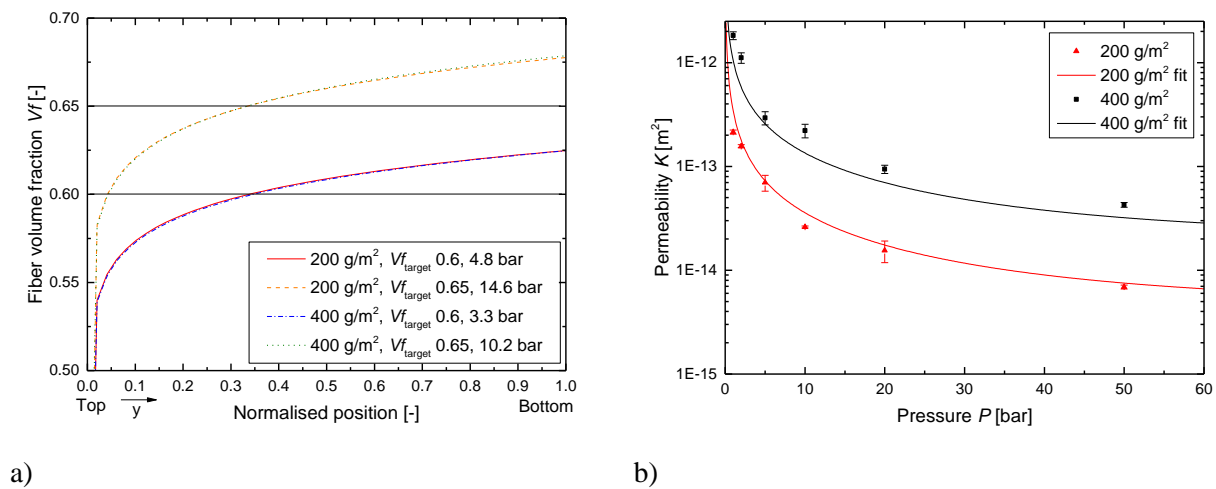 0.70
0.65
0.60
0.55
0.50
Fiber volume fraction Vf [-]
200 g/m², Vf_target 0.6, 4.8 bar
200 g/m², Vf_target 0.65, 14.6 bar
400 g/m², Vf_target 0.6, 3.3 bar
400 g/m², Vf_target 0.65, 10.2 bar
0.0 0.1 0.2 0.3 0.4 0.5 0.6 0.7 0.8 0.9 1.0
Top y Normalised position [-] Bottom
a)
1E-12
1E-13
1E-14
1E-15
Permeability K [m²]
200 g/m²
200 g/m² fit
400 g/m²
400 g/m² fit
0 10 20 30 40 50 60
Pressure P [bar]
b)